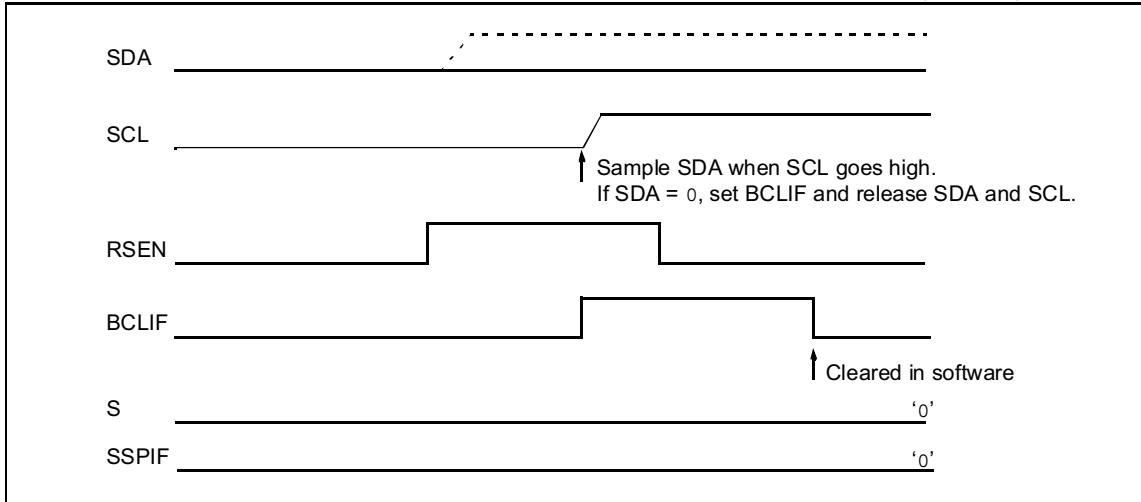 SDA
SCL
Sample SDA when SCL goes high.
If SDA = 0, set BCLIF and release SDA and SCL.
RSEN
BCLIF
Cleared in software
S
‘0’
SSPIF
‘0’